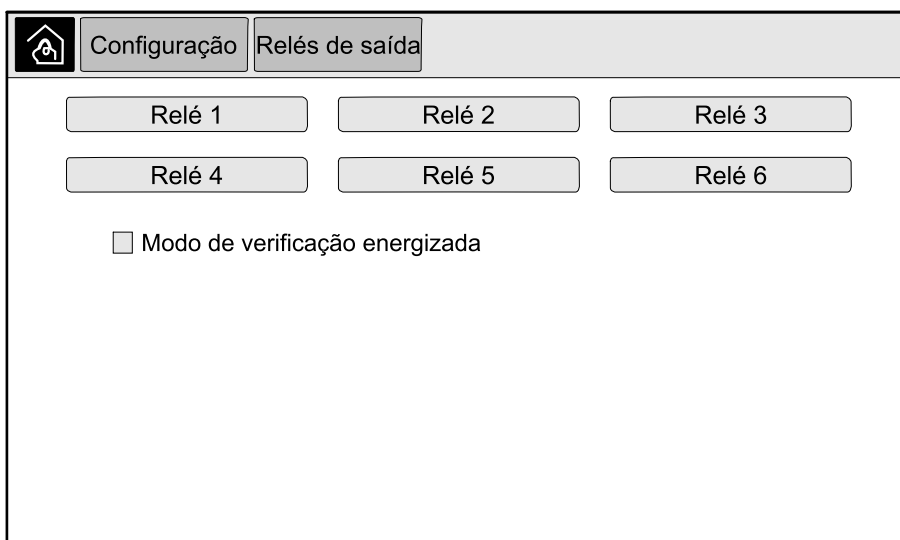 Configuração Relés de saída
Relé 1 Relé 2 Relé 3
Relé 4 Relé 5 Relé 6
Modo de verificação energizada